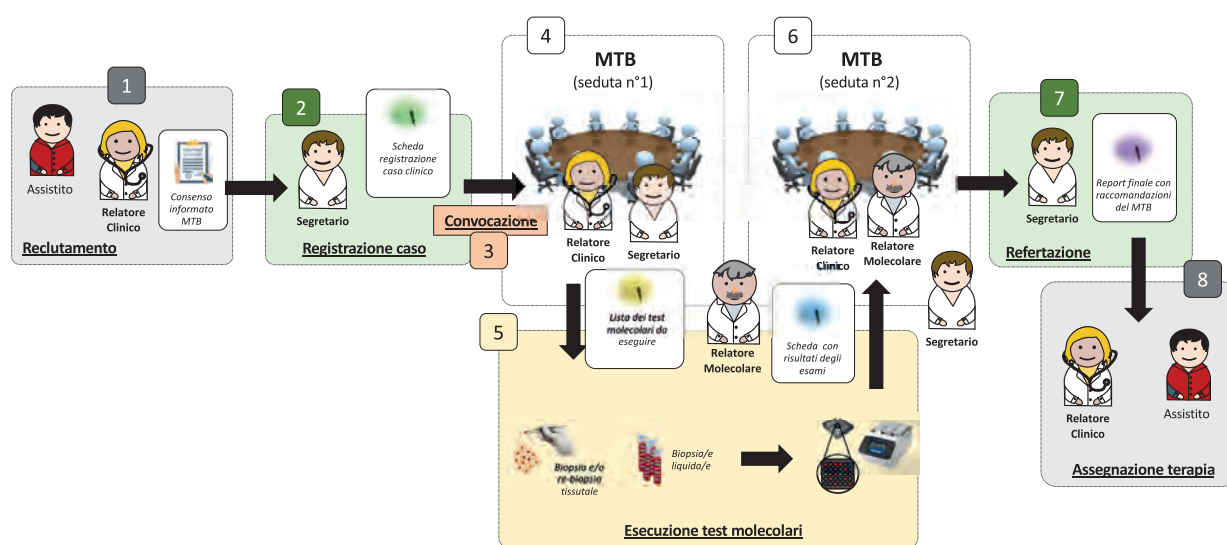 1
Assistito
Relatore
Clinico
Consenso
informato
MTB
Reclutamento
2
Segretario
Scheda
registrazione
caso clinico
Registrazione caso
Convocazione
3
4
MTB
(seduta n°1)
Relatore
Clinico
Segretario
5
Lista dei test
molecolari da
eseguire
Relatore
Molecolare
Scheda con
risultati degli
esami
Biopsia e/o
re-biopsia
tissutale
Biopsia/e
liquida/e
Esecuzione test molecolari
6
MTB
(seduta n°2)
Relatore
Clinico
Relatore
Molecolare
Segretario
7
Segretario
Report finale con
raccomandazioni
del MTB
Refertazione
8
Relatore
Clinico
Assistito
Assegnazione terapia